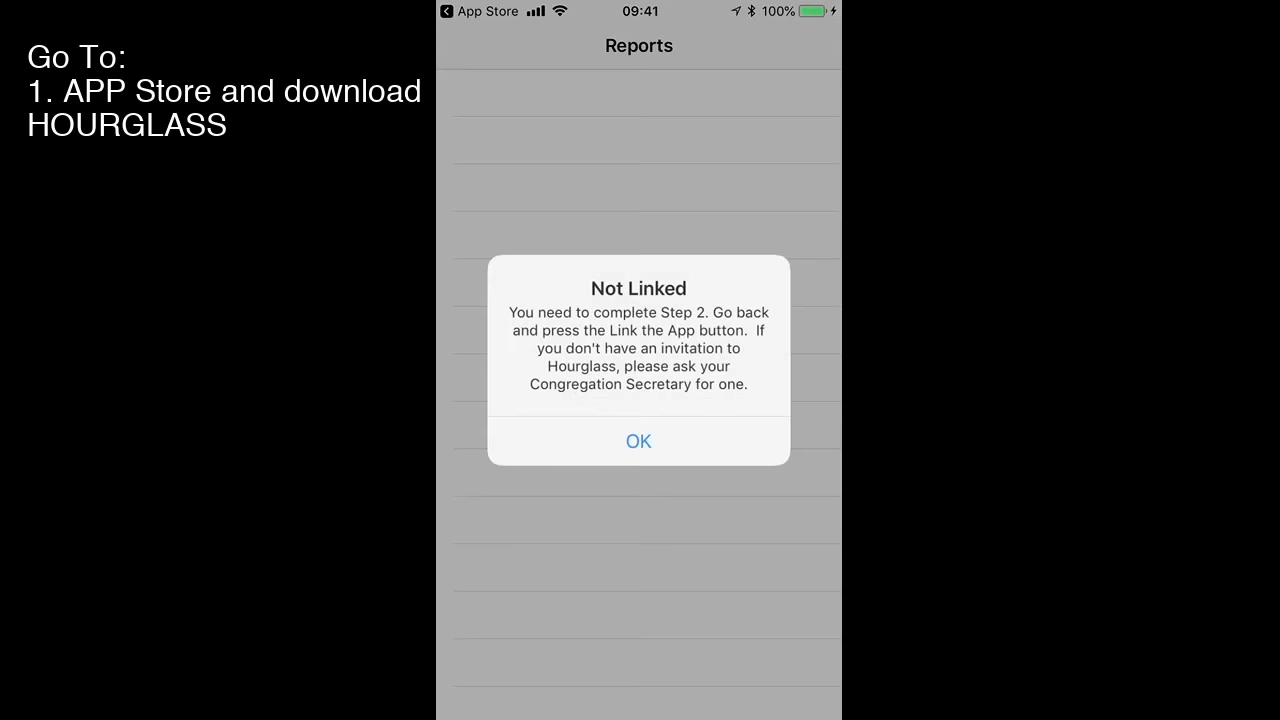 Go To:
1. APP Store and download
HOURGLASS
App Store 09:41 100%
Reports
Not Linked
You need to complete Step 2. Go back
and press the Link the App button.  If
you don't have an invitation to
Hourglass, please ask your
Congregation Secretary for one.
OK